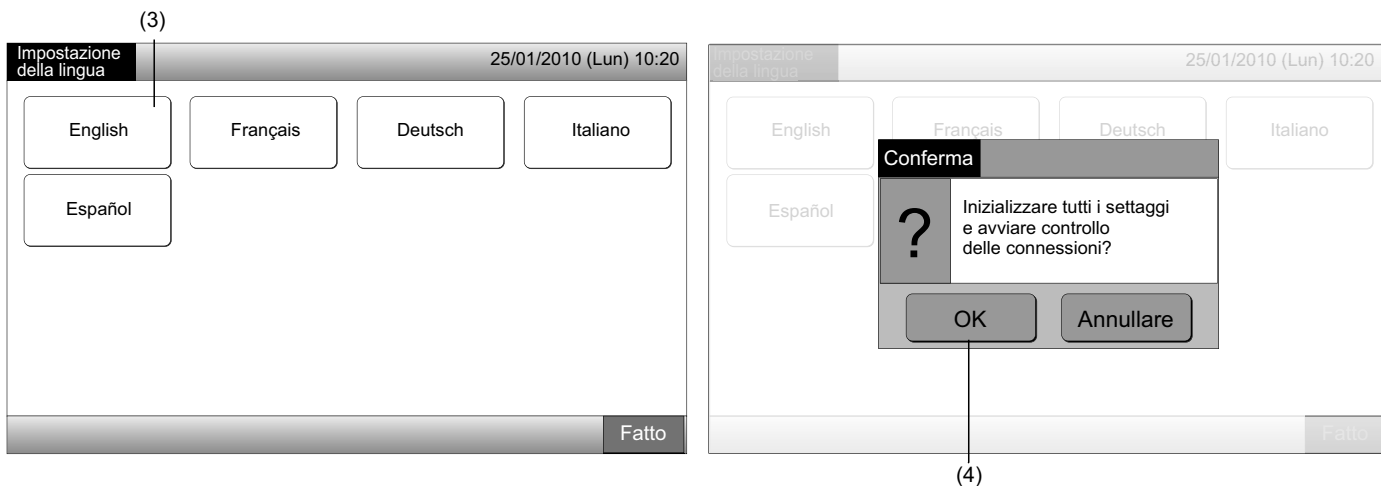 (3)
Impostazione
della lingua
25/01/2010 (Lun) 10:20
English
Français
Deutsch
Italiano
Español
Fatto
Impostazione
della lingua
25/01/2010 (Lun) 10:20
English
Français
Deutsch
Italiano
Español
Conferma
?
Inizializzare tutti i settaggi
e avviare controllo
delle connessioni?
OK
Annullare
Fatto
(4)